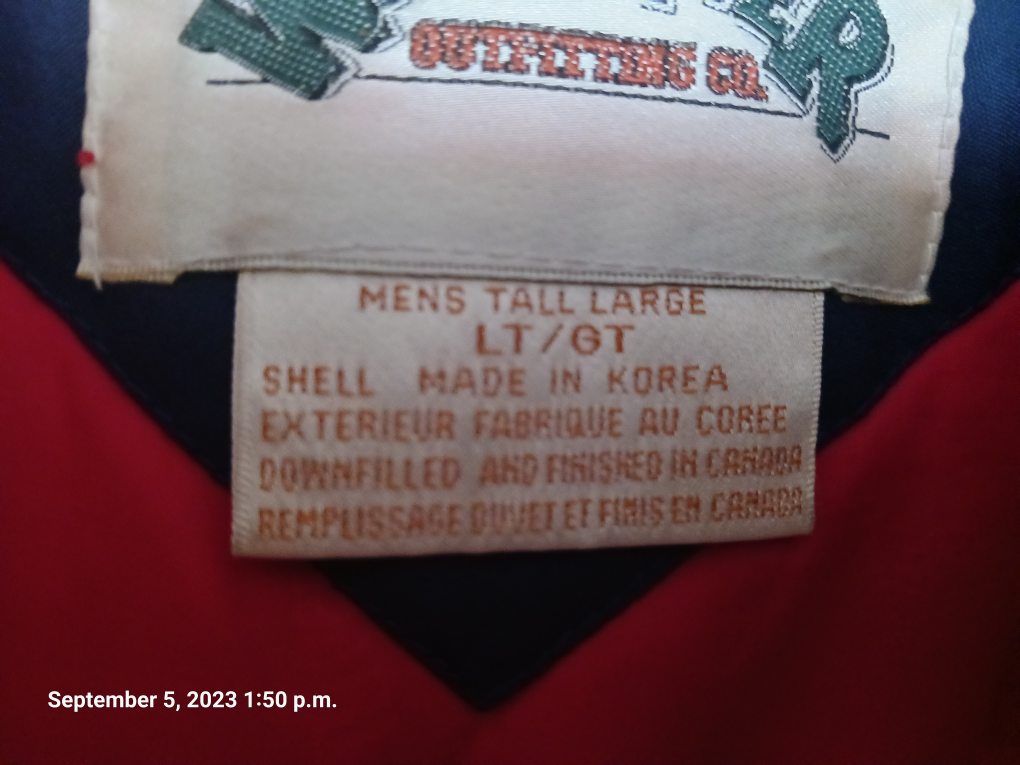 OUTFITTING CO.
MENS TALL LARGE
LT/GT
SHELL MADE IN KOREA
EXTERIEUR FABRIQUE AU COREE
DOWNFILLED AND FINISHED IN CANADA
REMPLISSAGE DUVET ET FINIS EN CANADA
September 5, 2023 1:50 p.m.